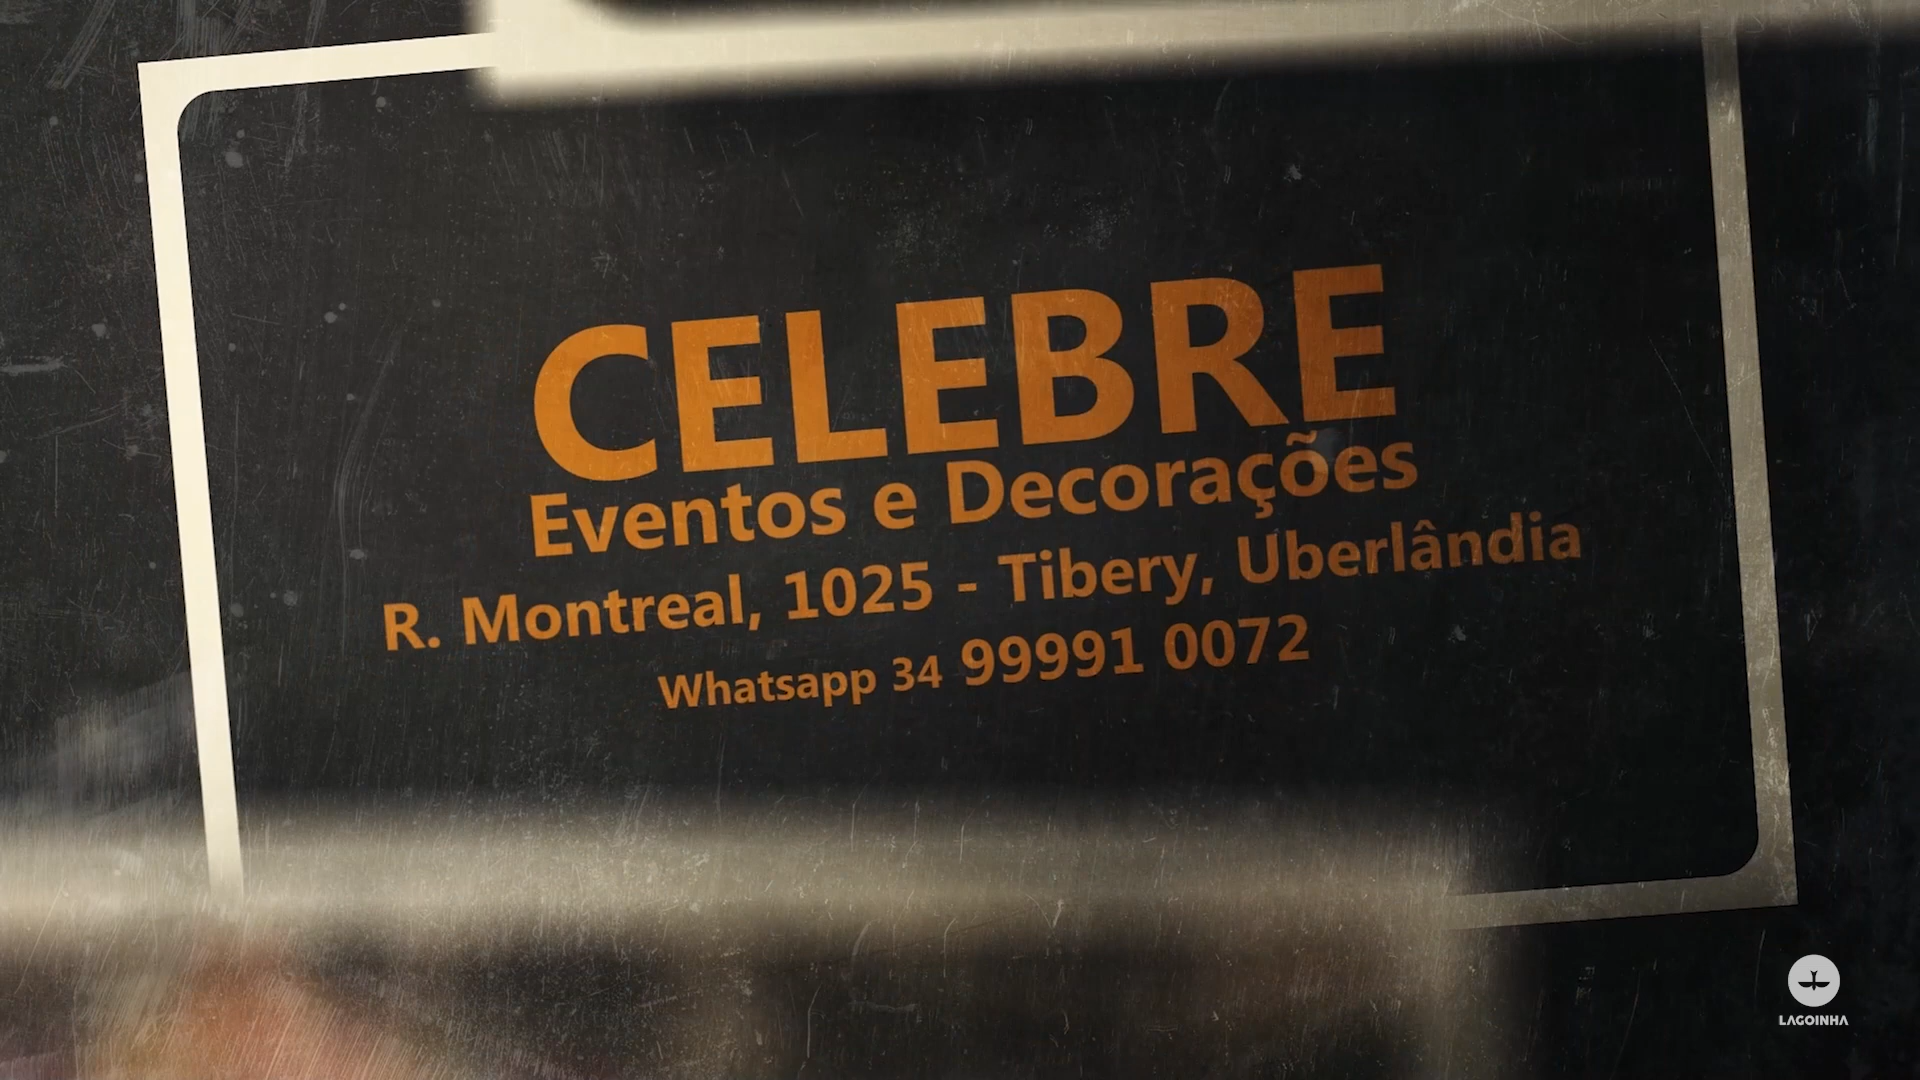 CELEBRE
Eventos e Decorações
R. Montreal, 1025 - Tibery, Uberlândia
Whatsapp 34 99991 0072
LAGOINHA